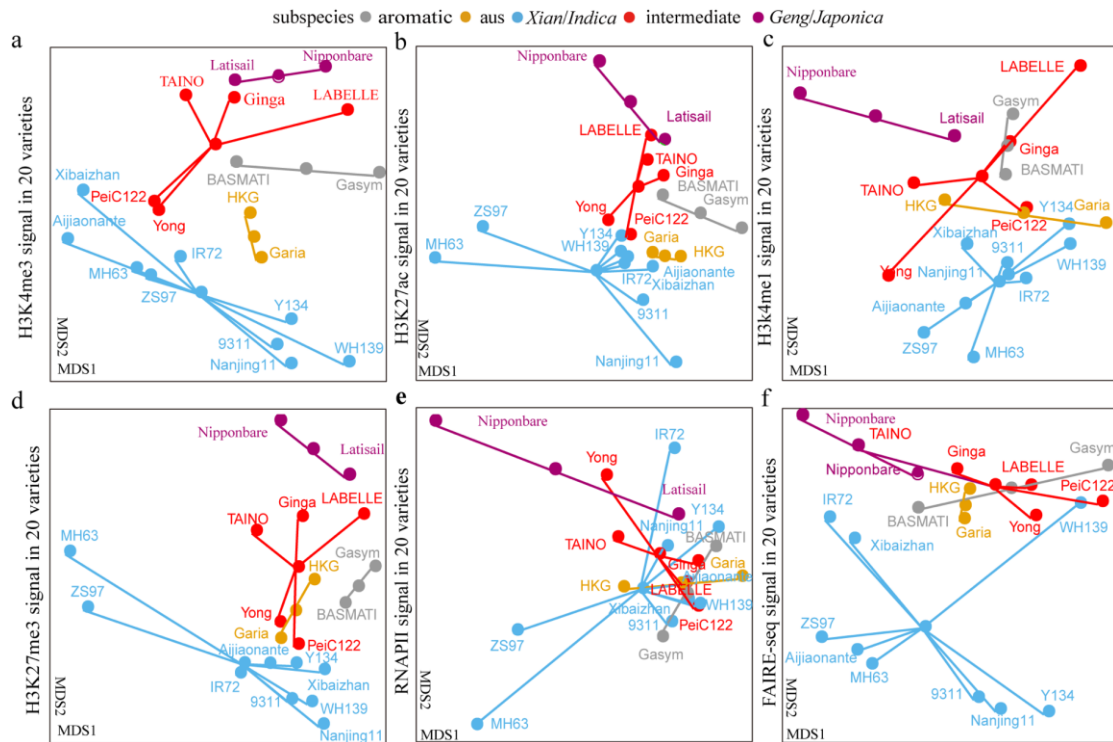 subspecies aromatic aus Xian/Indica intermediate Geng/Japonica
a
H3K4me3 signal in 20 varieties
Latisail
Nipponbare
TAINO
Ginga
LABELLE
BASMATI
Gasym
Xibaizhan
PeiC122
HKG
Aijiaonante
Yong
Garia
IR72
MH63
ZS97
Y134
9311
WH139
Nanjing11
MDS2
MDS1
b
H3K27ac signal in 20 varieties
Nipponbare
Latisail
LABELLE
TAINO
Ginga
BASMATI
Gasym
Yong
PeiC122
ZS97
Y134
MH63
WH139
Garia
HKG
IR72
Aijiaonante
Xibaizhan
9311
Nanjing11
MDS2
MDS1
c
H3k4me1 signal in 20 varieties
LABELLE
Nipponbare
Gasym
Latisail
Ginga
BASMATI
TAINO
HKG
Y134
Garia
PeiC122
Xibaizhan
9311
WH139
Yong
Nanjing11
IR72
Aijiaonante
ZS97
MH63
MDS2
MDS1
d
H3K27me3 signal in 20 varieties
Nipponbare
Latisail
Ginga
LABELLE
TAINO
MH63
Gasym
HKG
ZS97
BASMATI
Yong
Garia
PeiC122
Aijiaonante
Y134
IR72
Xibaizhan
9311
WH139
Nanjing11
MDS2
MDS1
e
RNAPII signal in 20 varieties
Nipponbare
IR72
Yong
Latisail
Y134
Nanjing11
BASMATI
TAINO
Ginga
Garia
Aijiaonante
HKG
LABELLE
Xibaizhan
WH139
9311
PeiC122
ZS97
Gasym
MH63
MDS2
MDS1
f
FAIRE-seq signal in 20 varieties
Nipponbare
TAINO
Ginga
Gasym
Nipponbare
LABELLE
PeiC122
IR72
HKG
BASMATI
Garia
Yong
WH139
Xibaizhan
ZS97
Aijiaonante
MH63
9311
Y134
Nanjing11
MDS2
MDS1